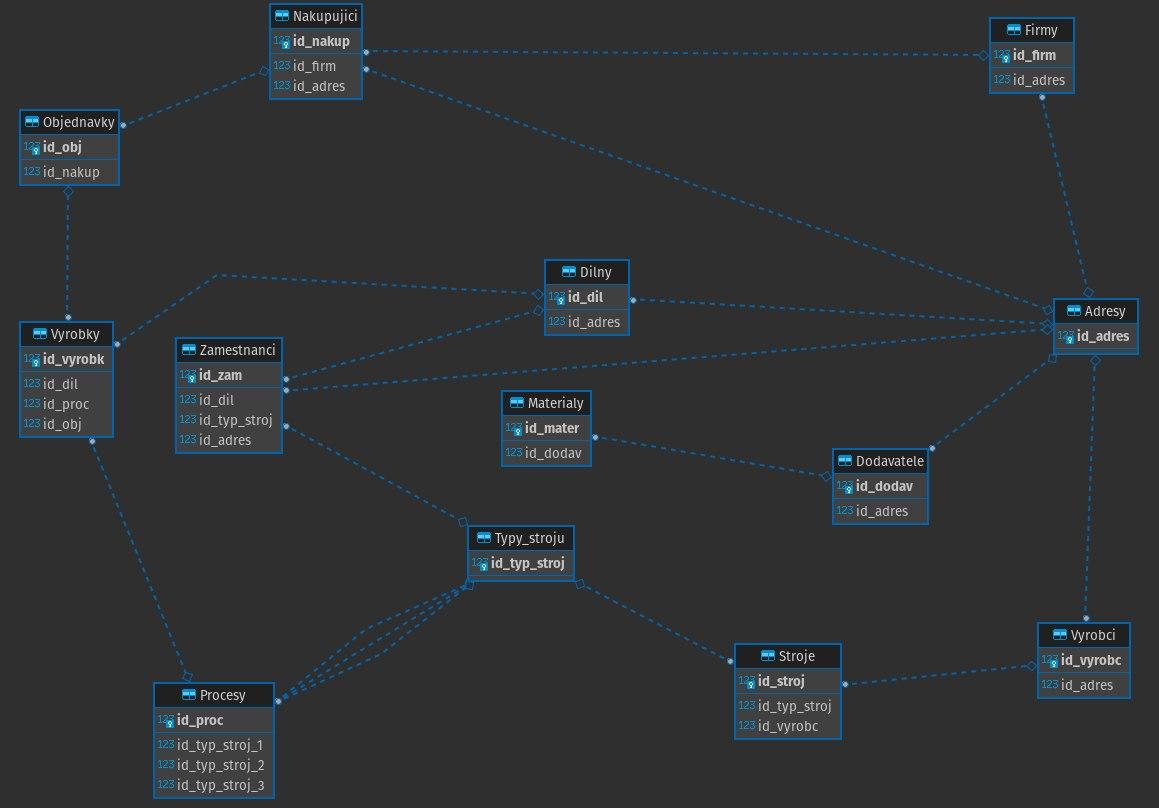 Nakupujici
123 id_nakup
123 id_firm
123 id_adres
Firmy
123 id_firm
123 id_adres
Objednavky
123 id_obj
123 id_nakup
Dilny
123 id_dil
123 id_adres
Adresy
123 id_adres
Vyrobky
123 id_vyrobk
123 id_dil
123 id_proc
123 id_obj
Zamestnanci
123 id_zam
123 id_dil
123 id_typ_stroj
123 id_adres
Materialy
123 id_mater
123 id_dodav
Dodavatele
123 id_dodav
123 id_adres
Typy_stroju
123 id_typ_stroj
Vyrobci
123 id_vyrobc
123 id_adres
Stroje
123 id_stroj
123 id_typ_stroj
123 id_vyrobc
Procesy
123 id_proc
123 id_typ_stroj_1
123 id_typ_stroj_2
123 id_typ_stroj_3